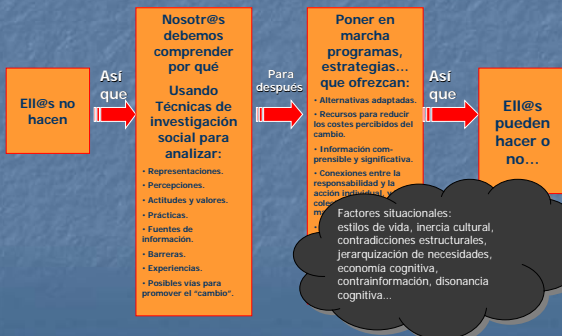 Ell@s no
hacen
Así
que
Nosotr@s
debemos
comprender
por qué
Usando
Técnicas de
investigación
social para
analizar:
• Representaciones.
• Percepciones.
• Actitudes y valores.
• Prácticas.
• Fuentes de
información.
• Barreras.
• Experiencias.
• Posibles vías para
promover el "cambio".
Para
después
Poner en
marcha
programas,
estrategias...
que ofrezcan:
• Alternativas adaptadas.
• Recursos para reducir
los costes percibidos del
cambio.
• Información com-
prensible y significativa.
• Conexiones entre la
responsabilidad y la
acción individual, y
Factores situacionales:
estilos de vida, inercia cultural,
contradicciones estructurales,
jerarquización de necesidades,
economía cognitiva,
contrainformación, disonancia
cognitiva...
Así
que
Ell@s
pueden
hacer o
no...